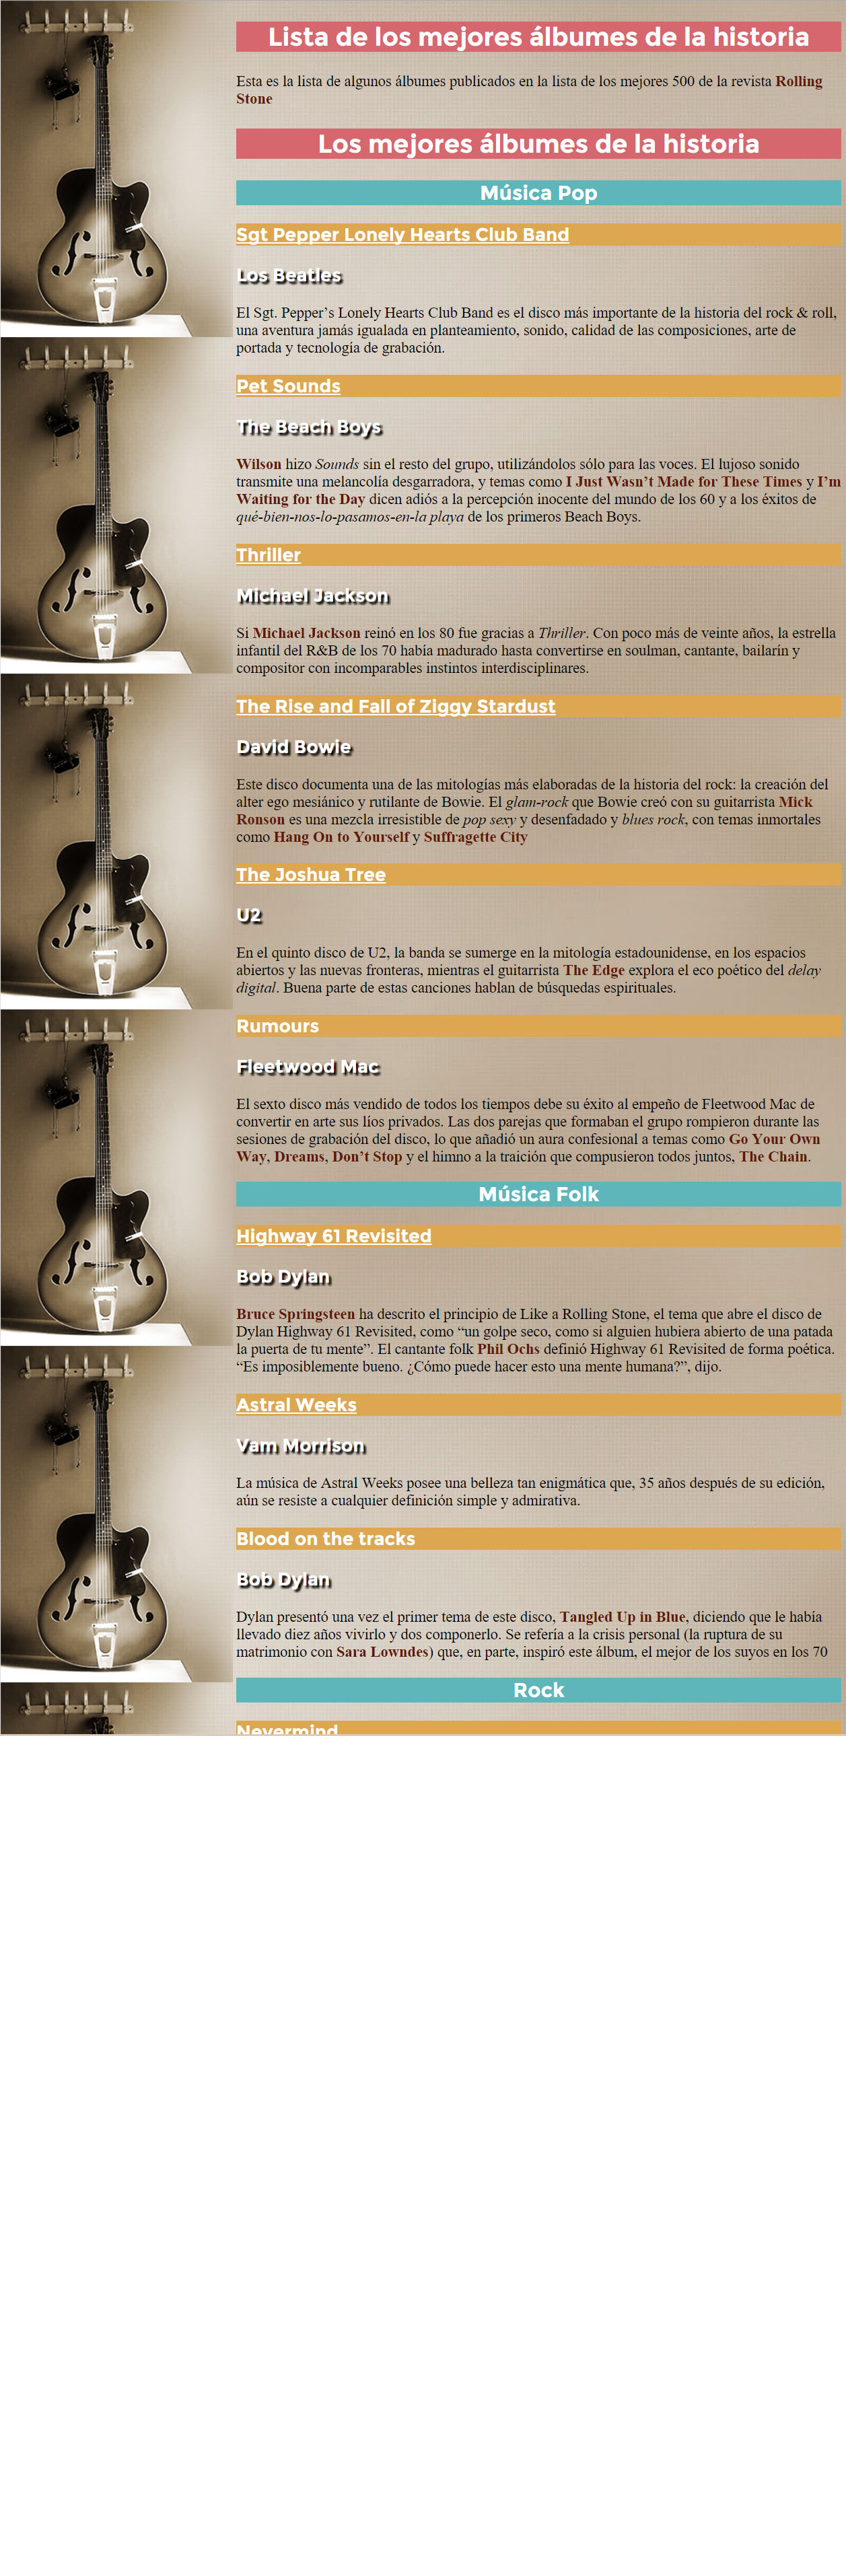 Lista de los mejores álbumes de la historia
Esta es la lista de algunos álbumes publicados en la lista de los mejores 500 de la revista Rolling
Stone
Los mejores álbumes de la historia
Música Pop
Sgt Pepper Lonely Hearts Club Band
Los Beatles
El Sgt. Pepper’s Lonely Hearts Club Band es el disco más importante de la historia del rock & roll,
una aventura jamás igualada en planteamiento, sonido, calidad de las composiciones, arte de
portada y tecnología de grabación.
Pet Sounds
The Beach Boys
Wilson hizo Sounds sin el resto del grupo, utilizándolos sólo para las voces. El lujoso sonido
transmite una melancolía desgarradora, y temas como I Just Wasn’t Made for These Times y I’m
Waiting for the Day dicen adiós a la percepción inocente del mundo de los 60 y a los éxitos de
qué-bien-nos-lo-pasamos-en-la playa de los primeros Beach Boys.
Thriller
Michael Jackson
Si Michael Jackson reinó en los 80 fue gracias a Thriller. Con poco más de veinte años, la estrella
infantil del R&B de los 70 había madurado hasta convertirse en soulman, cantante, bailarín y
compositor con incomparables instintos interdisciplinares.
The Rise and Fall of Ziggy Stardust
David Bowie
Este disco documenta una de las mitologías más elaboradas de la historia del rock: la creación del
alter ego mesiánico y rutilante de Bowie. El glam-rock que Bowie creó con su guitarrista Mick
Ronson es una mezcla irresistible de pop sexy y desenfadado y blues rock, con temas inmortales
como Hang On to Yourself y Suffragette City
The Joshua Tree
U2
En el quinto disco de U2, la banda se sumerge en la mitología estadounidense, en los espacios
abiertos y las nuevas fronteras, mientras el guitarrista The Edge explora el eco poético del delay
digital. Buena parte de estas canciones hablan de búsquedas espirituales.
Rumours
Fleetwood Mac
El sexto disco más vendido de todos los tiempos debe su éxito al empeño de Fleetwood Mac de
convertir en arte sus líos privados. Las dos parejas que formaban el grupo rompieron durante las
sesiones de grabación del disco, lo que añadió un aura confesional a temas como Go Your Own
Way, Dreams, Don’t Stop y el himno a la traición que compusieron todos juntos, The Chain.
Música Folk
Highway 61 Revisited
Bob Dylan
Bruce Springsteen ha descrito el principio de Like a Rolling Stone, el tema que abre el disco de
Dylan Highway 61 Revisited, como “un golpe seco, como si alguien hubiera abierto de una patada
la puerta de tu mente”. El cantante folk Phil Ochs definió Highway 61 Revisited de forma poética.
“Es imposiblemente bueno. ¿Cómo puede hacer esto una mente humana?”, dijo.
Astral Weeks
Vam Morrison
La música de Astral Weeks posee una belleza tan enigmática que, 35 años después de su edición,
aún se resiste a cualquier definición simple y admirativa.
Blood on the tracks
Bob Dylan
Dylan presentó una vez el primer tema de este disco, Tangled Up in Blue, diciendo que le había
llevado diez años vivirlo y dos componerlo. Se refería a la crisis personal (la ruptura de su
matrimonio con Sara Lowndes) que, en parte, inspiró este álbum, el mejor de los suyos en los 70
Rock
Nevermind